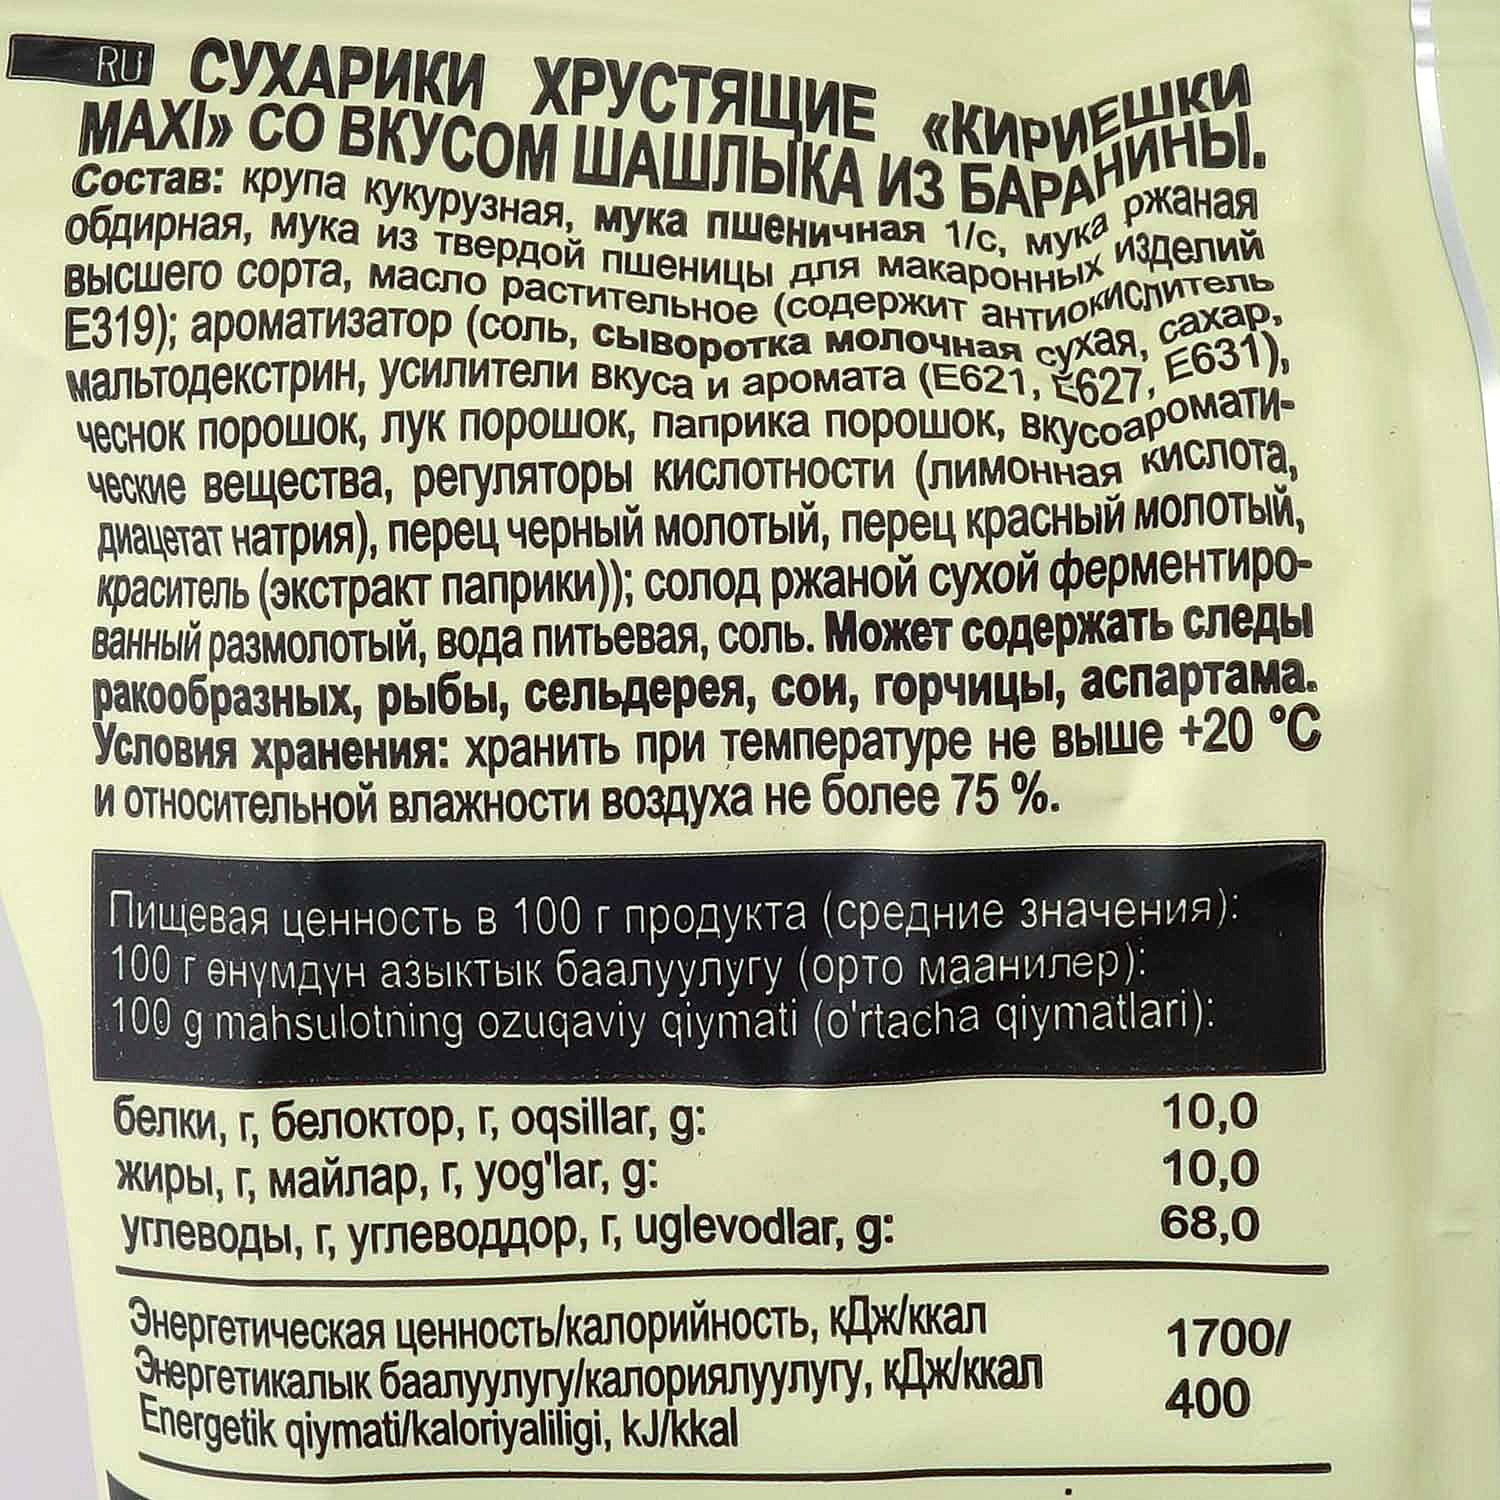 RU СУХАРИКИ ХРУСТЯЩИЕ «КИРИЕШКИ
MAXI» СО ВКУСОМ ШАШЛЫКА ИЗ БАРАНИНЫ.
Состав: крупа кукурузная, мука пшеничная 1/с, мука ржаная
обдирная, мука из твердой пшеницы для макаронных изделий
высшего сорта, масло растительное (содержит антиокислитель
Е319); ароматизатор (соль, сыворотка молочная сухая, сахар,
мальтодекстрин, усилители вкуса и аромата (Е621, Е627, Е631),
чеснок порошок, лук порошок, паприка порошок, вкусоаромати-
ческие вещества, регуляторы кислотности (лимонная кислота,
диацетат натрия), перец черный молотый, перец красный молотый,
краситель (экстракт паприки)); солод ржаной сухой ферментиро-
ванный размолотый, вода питьевая, соль. Может содержать следы
ракообразных, рыбы, сельдерея, сои, горчицы, аспартама.
Условия хранения: хранить при температуре не выше +20 °С
и относительной влажности воздуха не более 75 %.
Пищевая ценность в 100 г продукта (средние значения):
100 г өнүмдүн азыктык баалуулугу (орто маанилер):
100 g mahsulotning ozuqaviy qiymati (o'rtacha qiymatlari):
белки, г, белоктор, г, oqsillar, g: 10,0
жиры, г, майлар, г, yog'lar, g: 10,0
углеводы, г, углеводдор, г, uglevodlar, g: 68,0
Энергетическая ценность/калорийность, кДж/ккал 1700/
Энергетикалык баалуулугу/калориялуулугу, кДж/ккал 400
Energetik qiymati/kaloriyaliligi, kJ/kkal